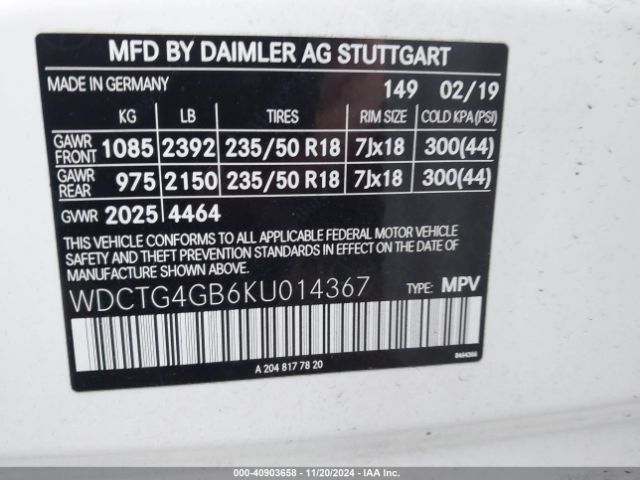 MFD BY DAIMLER AG STUTTGART
MADE IN GERMANY 149 02/19
KG LB TIRES RIM SIZE COLD KPA (PSI)
GAWR FRONT 1085 2392 235/50 R18 7Jx18 300(44)
GAWR REAR 975 2150 235/50 R18 7Jx18 300(44)
GVWR 2025 4464
THIS VEHICLE CONFORMS TO ALL APPLICABLE FEDERAL MOTOR VEHICLE
SAFETY AND THEFT PREVENTION STANDARDS IN EFFECT ON THE DATE
OF MANUFACTURE SHOWN ABOVE.
WDCTG4GB6KU014367 TYPE: MPV
A 204 817 78 20
000-40903658 - 11/20/2024 - IAA Inc.